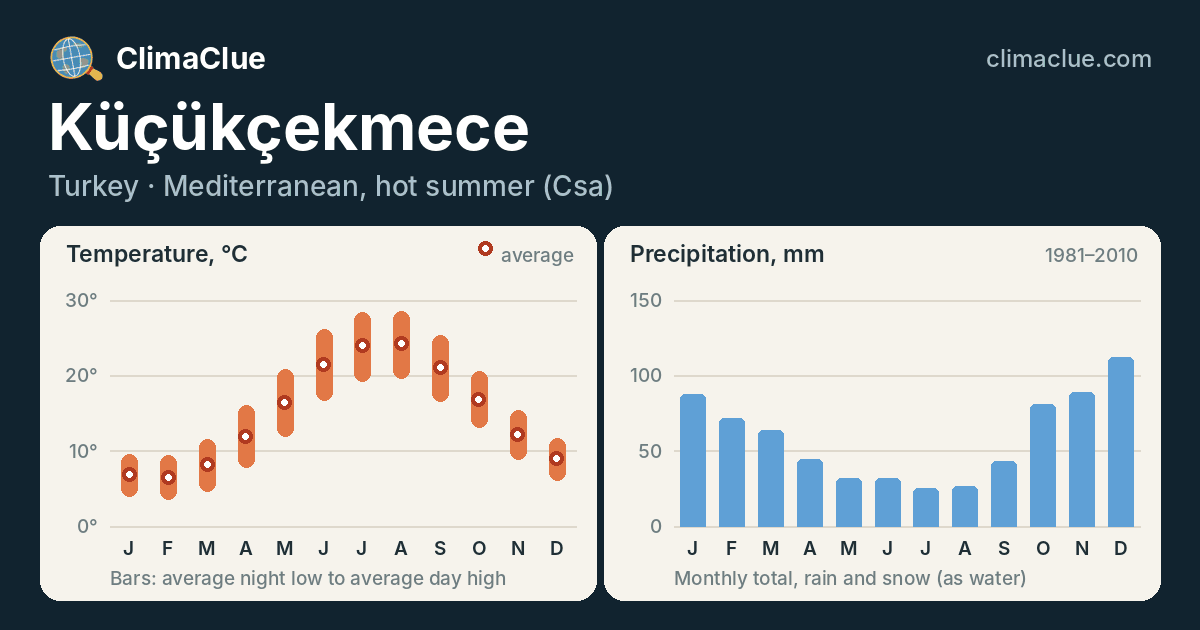 ClimaClue
climaclue.com
Küçükçekmece
Turkey · Mediterranean, hot summer (Csa)
Temperature, °C
average
30°
20°
10°
0°
J F M A M J J A S O N D
Bars: average night low to average day high
Precipitation, mm
1981–2010
150
100
50
0
J F M A M J J A S O N D
Monthly total, rain and snow (as water)